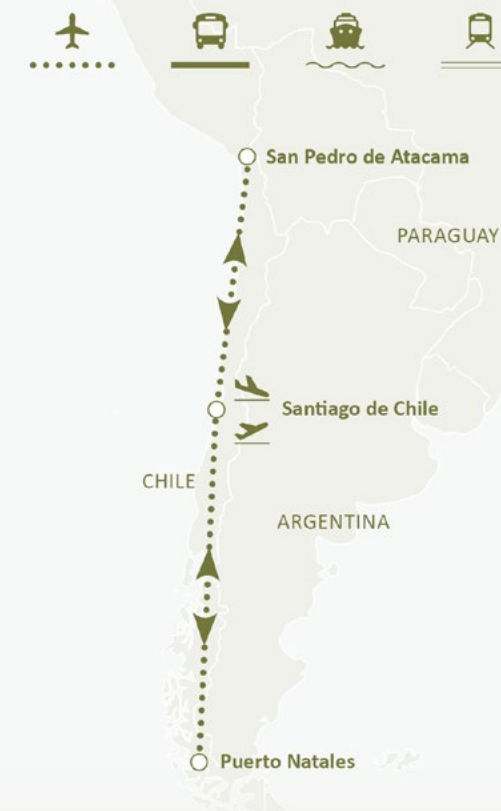 San Pedro de Atacama
PARAGUAY
Santiago de Chile
CHILE
ARGENTINA
Puerto Natales